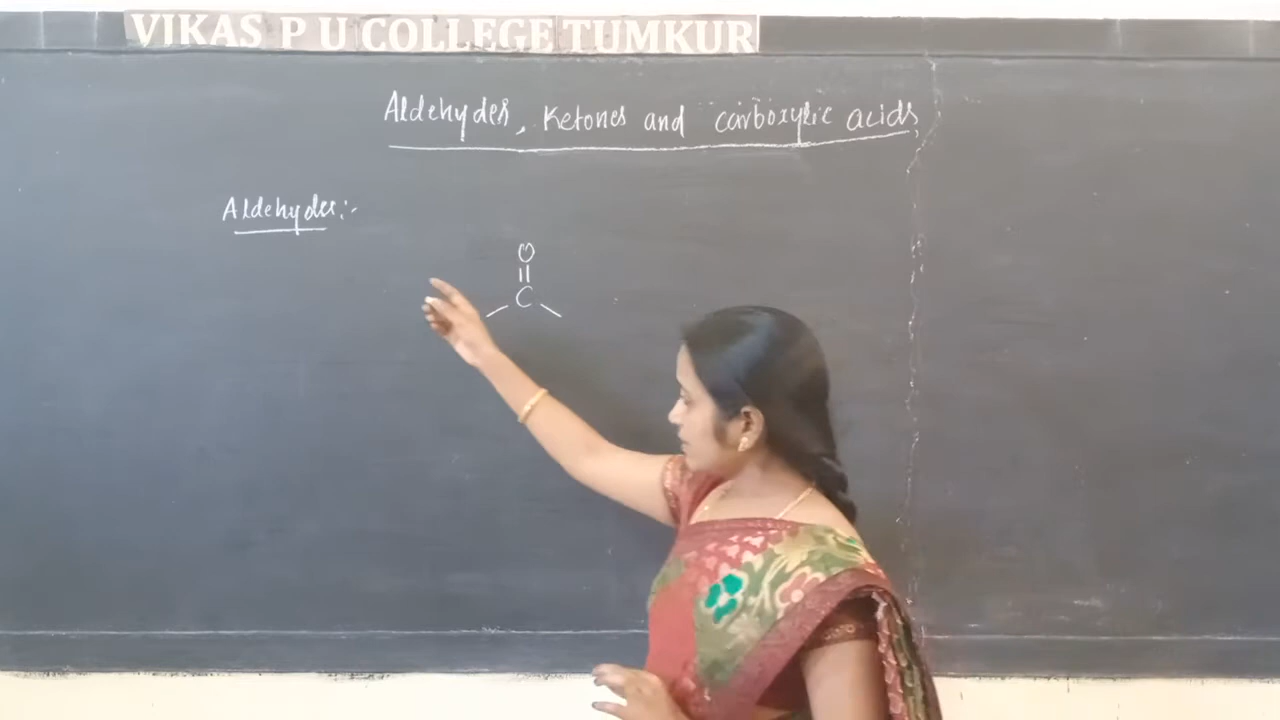 VIKAS P U COLLEGE TUMKUR
Aldehydes, Ketones and carboxylic acids,
Aldehydes:-
O
C